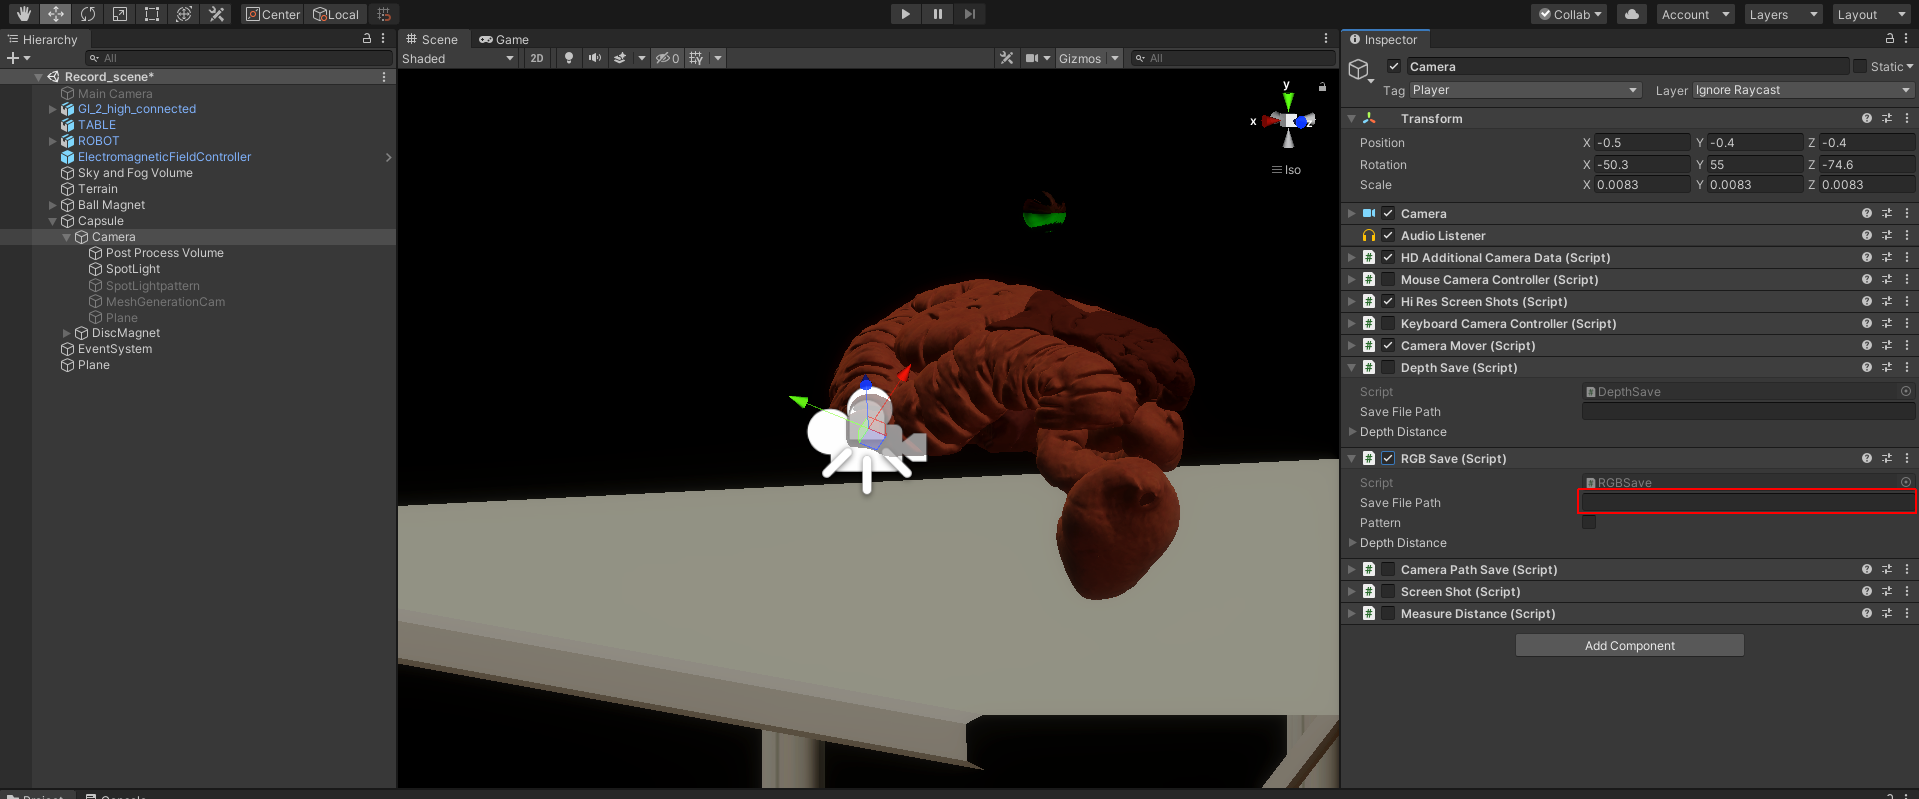 Center
Local
Collab
Account
Layers
Layout
Hierarchy
All
Record_scene*
Main Camera
GI_2_high_connected
TABLE
ROBOT
ElectromagneticFieldController
Sky and Fog Volume
Terrain
Ball Magnet
Capsule
Camera
Post Process Volume
SpotLight
SpotLightpattern
MeshGenerationCam
Plane
DiscMagnet
EventSystem
Plane
Scene
Game
Shaded
2D
0
Gizmos
All
y
x
z
Iso
Inspector
Camera
Static
Tag Player
Layer Ignore Raycast
Transform
Position X -0.5 Y -0.4 Z -0.4
Rotation X -50.3 Y 55 Z -74.6
Scale X 0.0083 Y 0.0083 Z 0.0083
Camera
Audio Listener
HD Additional Camera Data (Script)
Mouse Camera Controller (Script)
Hi Res Screen Shots (Script)
Keyboard Camera Controller (Script)
Camera Mover (Script)
Depth Save (Script)
Script DepthSave
Save File Path
Depth Distance
RGB Save (Script)
Script RGBSave
Save File Path
Pattern
Depth Distance
Camera Path Save (Script)
Screen Shot (Script)
Measure Distance (Script)
Add Component
Project
Console